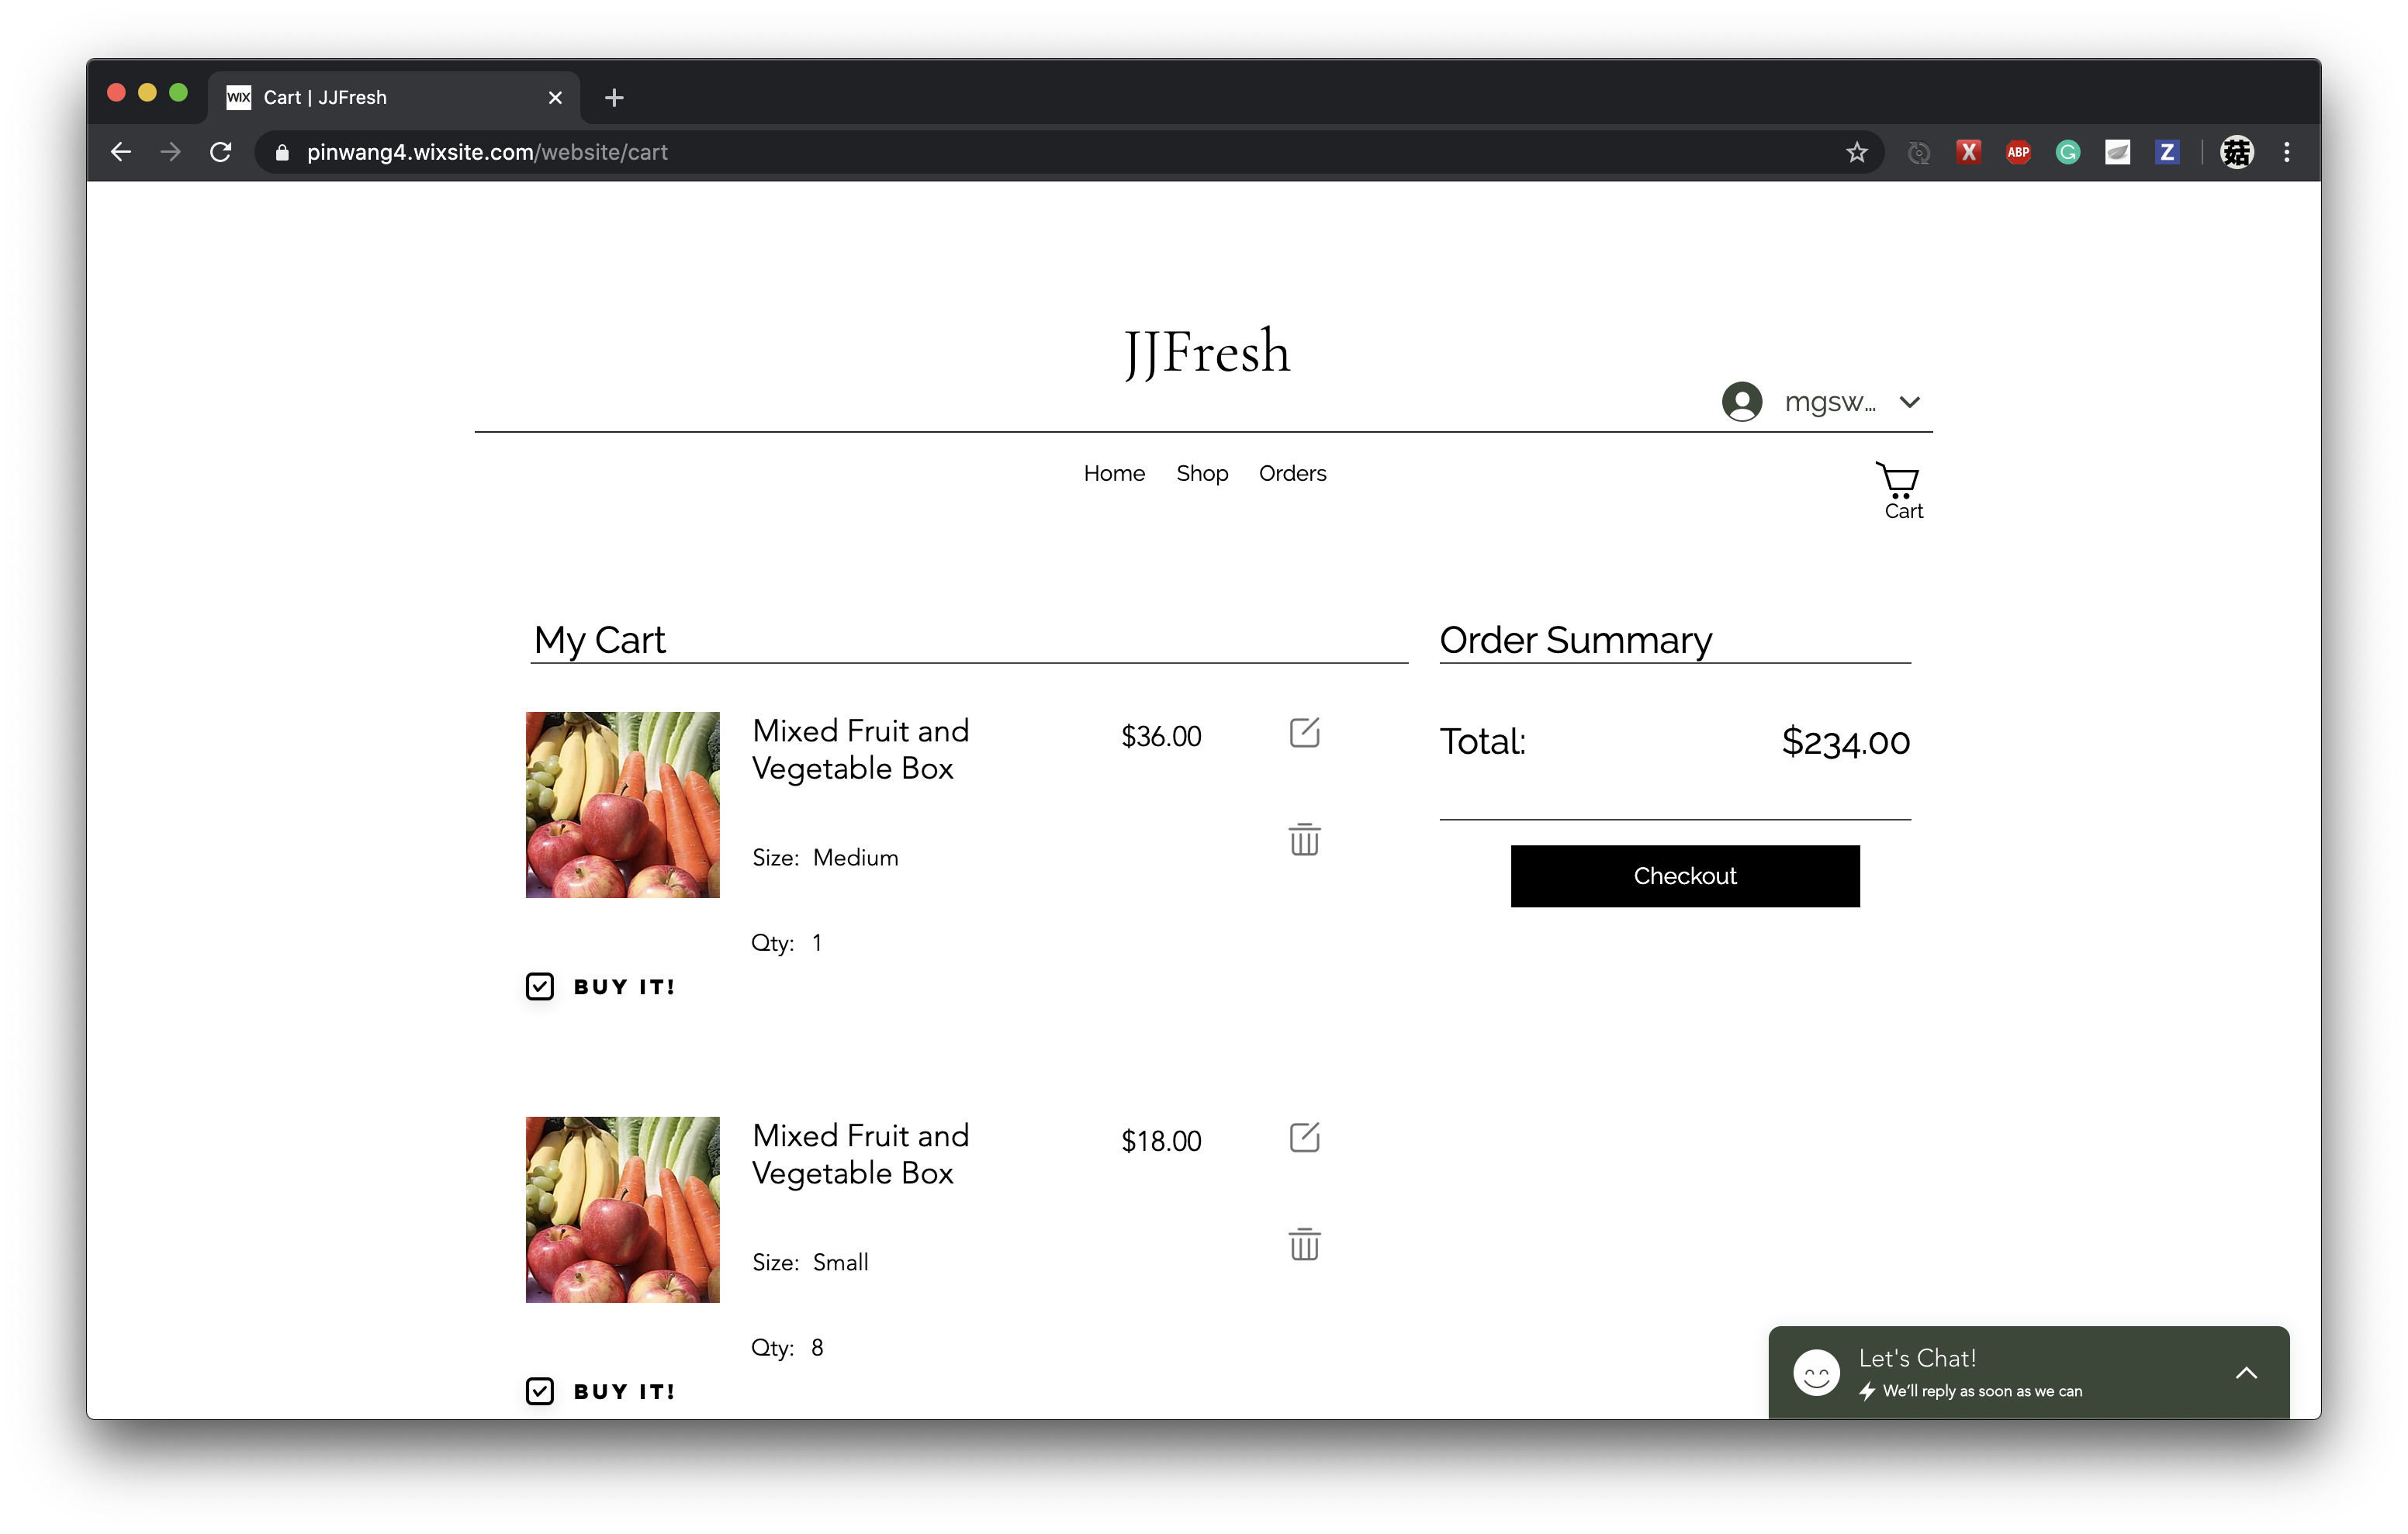 WIX Cart | JJFresh
pinwang4.wixsite.com/website/cart
X ABP G Z 菇
JJFresh
mgsw...
Home Shop Orders
Cart
My Cart
Order Summary
Mixed Fruit and
Vegetable Box
$36.00
Size: Medium
Qty: 1
BUY IT!
Total: $234.00
Checkout
Mixed Fruit and
Vegetable Box
$18.00
Size: Small
Qty: 8
BUY IT!
Let's Chat!
We'll reply as soon as we can